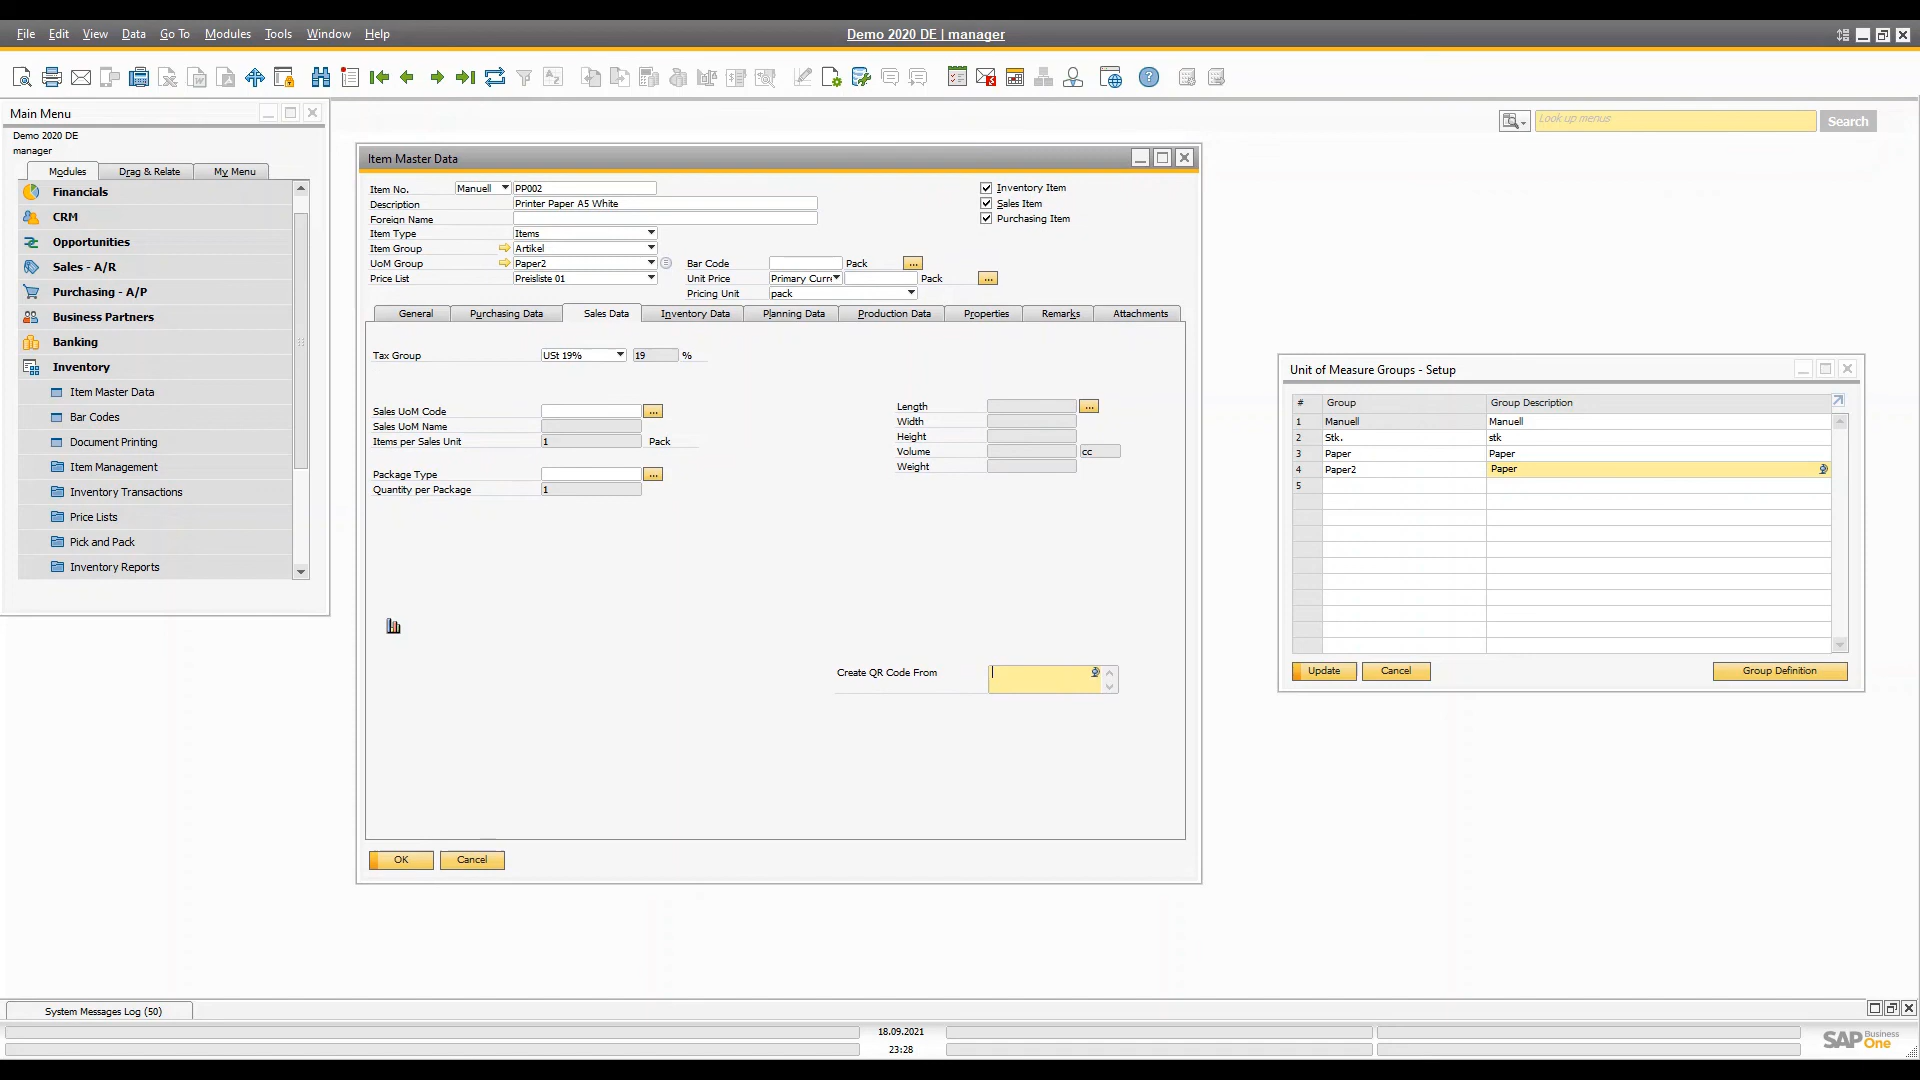 File Edit View Data Go To Modules Tools Window Help
Demo 2020 DE | manager
Main Menu
Demo 2020 DE
manager
Modules Drag & Relate My Menu
Financials
CRM
Opportunities
Sales - A/R
Purchasing - A/P
Business Partners
Banking
Inventory
Item Master Data
Bar Codes
Document Printing
Item Management
Inventory Transactions
Price Lists
Pick and Pack
Inventory Reports
Look up menus Search
Item Master Data
Item No. Manuell PP002
Description Printer Paper A5 White
Foreign Name
Item Type Items
Item Group Artikel
UoM Group Paper2
Price List Preisliste 01
Inventory Item
Sales Item
Purchasing Item
Bar Code Pack ...
Unit Price Primary Curr Pack ...
Pricing Unit pack
General Purchasing Data Sales Data Inventory Data Planning Data Production Data Properties Remarks Attachments
Tax Group USt 19% 19 %
Sales UoM Code ...
Sales UoM Name
Items per Sales Unit 1 Pack
Package Type ...
Quantity per Package 1
Length ...
Width
Height
Volume cc
Weight
Create QR Code From
OK Cancel
Unit of Measure Groups - Setup
# Group Group Description
1 Manuell Manuell
2 Stk. stk
3 Paper Paper
4 Paper2 Paper
5
Update Cancel Group Definition
System Messages Log (50)
18.09.2021
23:28
SAP Business One